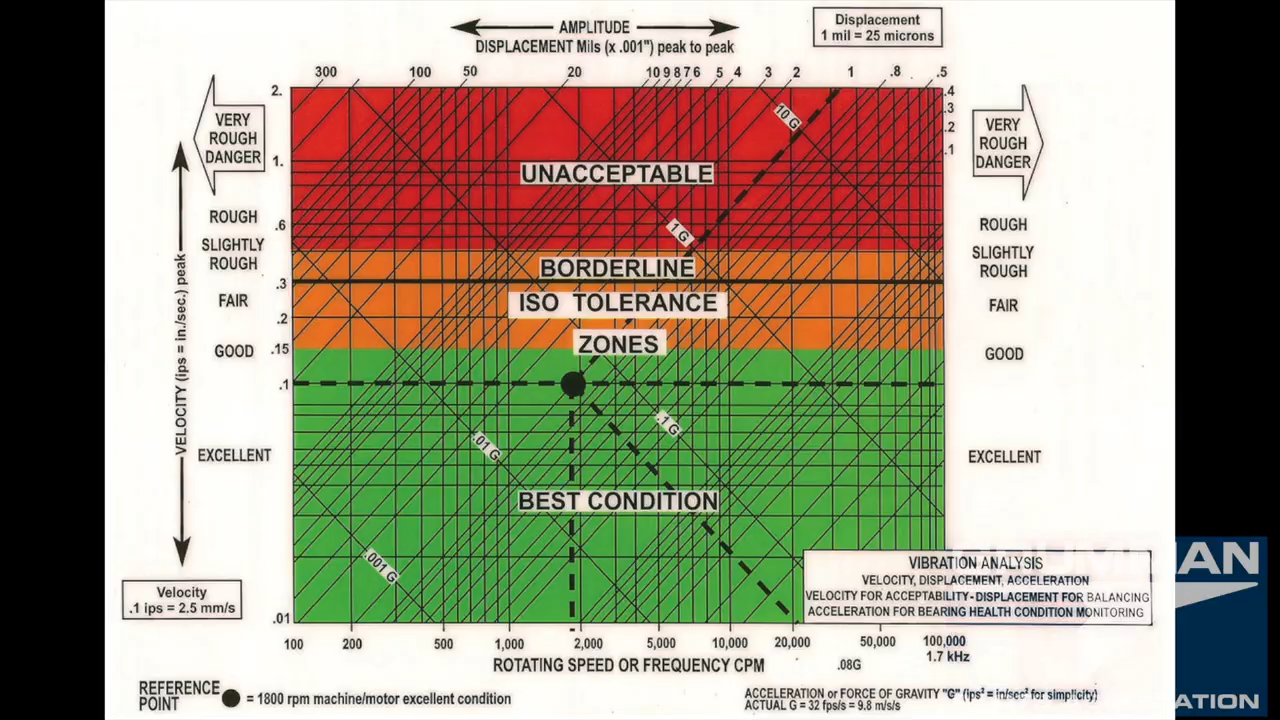 AMPLITUDE
DISPLACEMENT Mils (x .001") peak to peak
Displacement
1 mil = 25 microns
300 100 50 20 10 9 8 7 6 5 4 3 2 1 .8 .5
2.
1.
.6
.3
.2
.15
.1
.01
.4
.3
.2
.1
VERY
ROUGH
DANGER
ROUGH
SLIGHTLY
ROUGH
FAIR
GOOD
EXCELLENT
VELOCITY (ips = in./sec.) peak
Velocity
.1 ips = 2.5 mm/s
UNACCEPTABLE
BORDERLINE
ISO TOLERANCE
ZONES
BEST CONDITION
10 G
1 G
.1 G
.01 G
.001 G
VERY
ROUGH
DANGER
ROUGH
SLIGHTLY
ROUGH
FAIR
GOOD
EXCELLENT
VIBRATION ANALYSIS
VELOCITY, DISPLACEMENT, ACCELERATION
VELOCITY FOR ACCEPTABILITY - DISPLACEMENT FOR BALANCING
ACCELERATION FOR BEARING HEALTH CONDITION MONITORING
100 200 500 1,000 2,000 5,000 10,000 20,000 50,000 100,000
1.7 kHz
ROTATING SPEED OR FREQUENCY CPM
.08G
REFERENCE
POINT
= 1800 rpm machine/motor excellent condition
ACCELERATION or FORCE OF GRAVITY "G" (ips² = in/sec² for simplicity)
ACTUAL G = 32 fps/s = 9.8 m/s/s